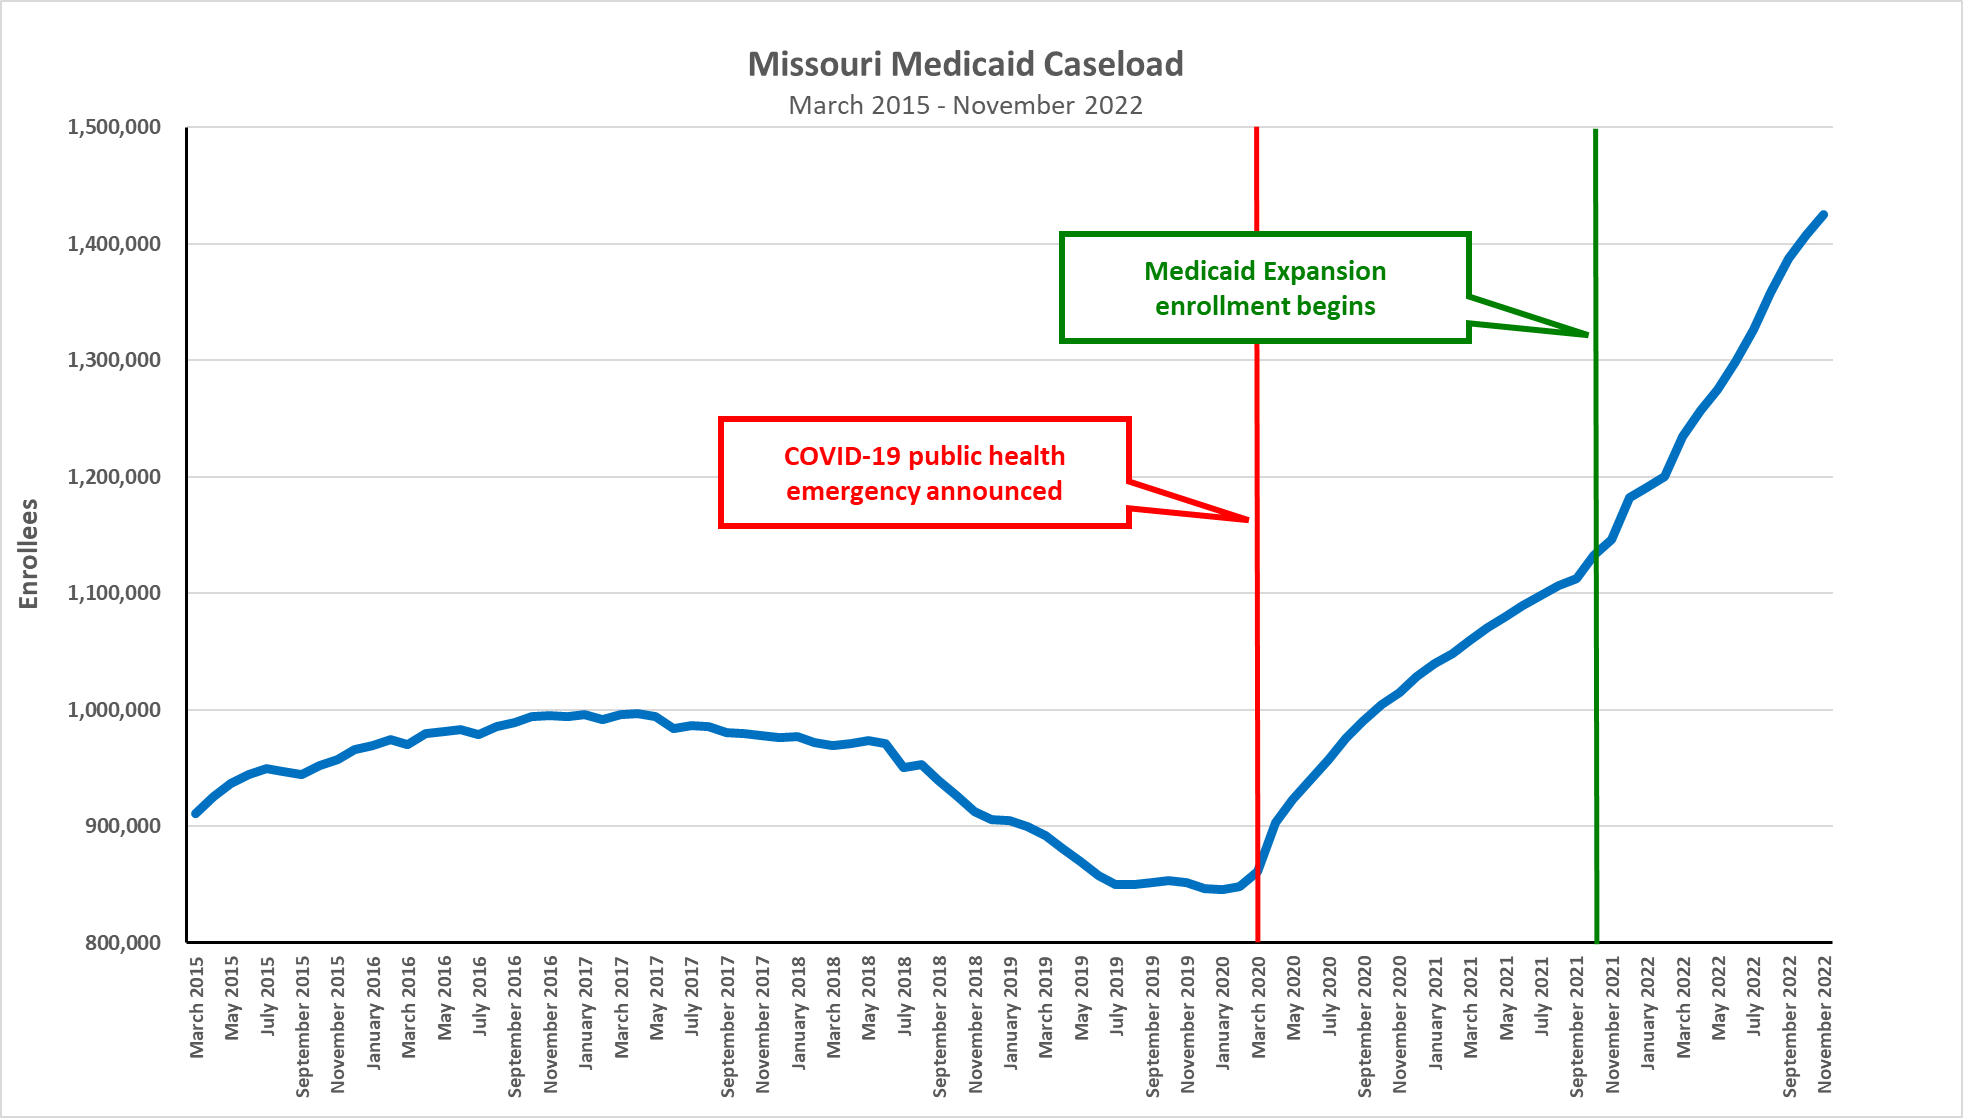 Missouri Medicaid Caseload
March 2015 - November 2022
1,500,000
1,400,000
1,300,000
1,200,000
1,100,000
1,000,000
900,000
800,000
Enrollees
Medicaid Expansion
enrollment begins
COVID-19 public health
emergency announced
March 2015
May 2015
July 2015
September 2015
November 2015
January 2016
March 2016
May 2016
July 2016
September 2016
November 2016
January 2017
March 2017
May 2017
July 2017
September 2017
November 2017
January 2018
March 2018
May 2018
July 2018
September 2018
November 2018
January 2019
March 2019
May 2019
July 2019
September 2019
November 2019
January 2020
March 2020
May 2020
July 2020
September 2020
November 2020
January 2021
March 2021
May 2021
July 2021
September 2021
November 2021
January 2022
March 2022
May 2022
July 2022
September 2022
November 2022